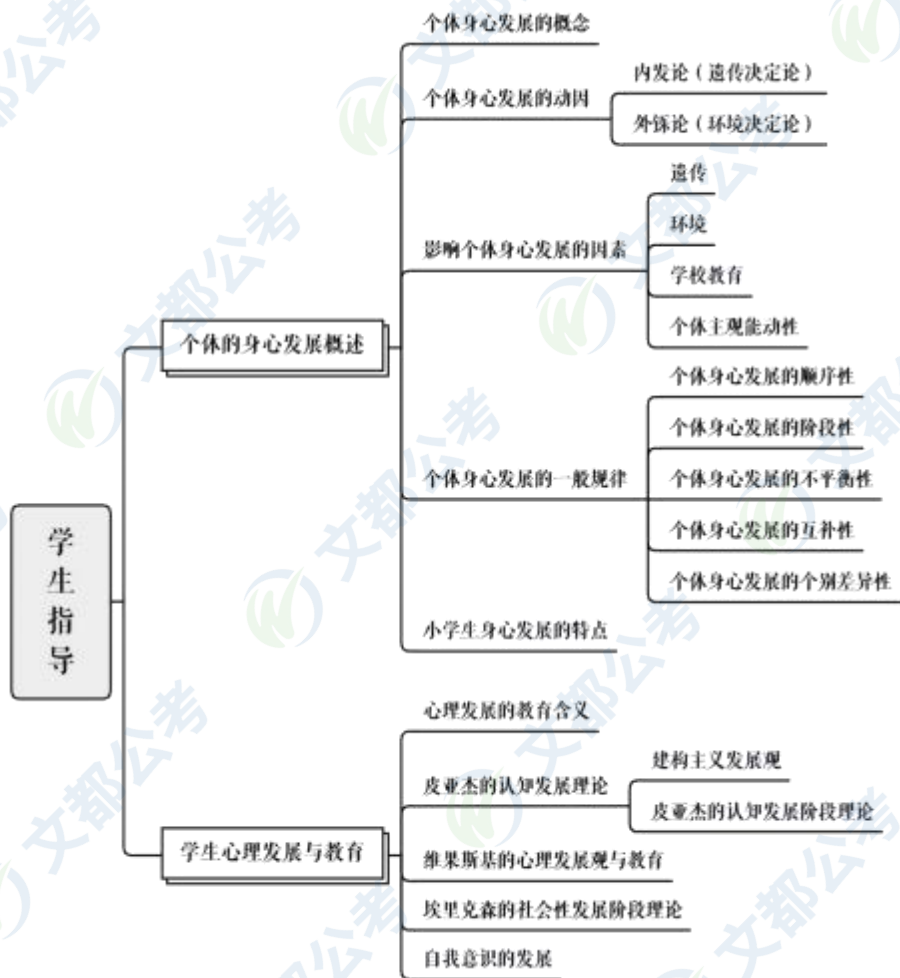 学生指导
个体的身心发展概述
个体身心发展的概念
个体身心发展的动因
内发论（遗传决定论）
外铄论（环境决定论）
影响个体身心发展的因素
遗传
环境
学校教育
个体主观能动性
个体身心发展的一般规律
个体身心发展的顺序性
个体身心发展的阶段性
个体身心发展的不平衡性
个体身心发展的互补性
个体身心发展的个别差异性
小学生身心发展的特点
学生心理发展与教育
心理发展的教育含义
皮亚杰的认知发展理论
建构主义发展观
皮亚杰的认知发展阶段理论
维果斯基的心理发展观与教育
埃里克森的社会性发展阶段理论
自我意识的发展
文都公考